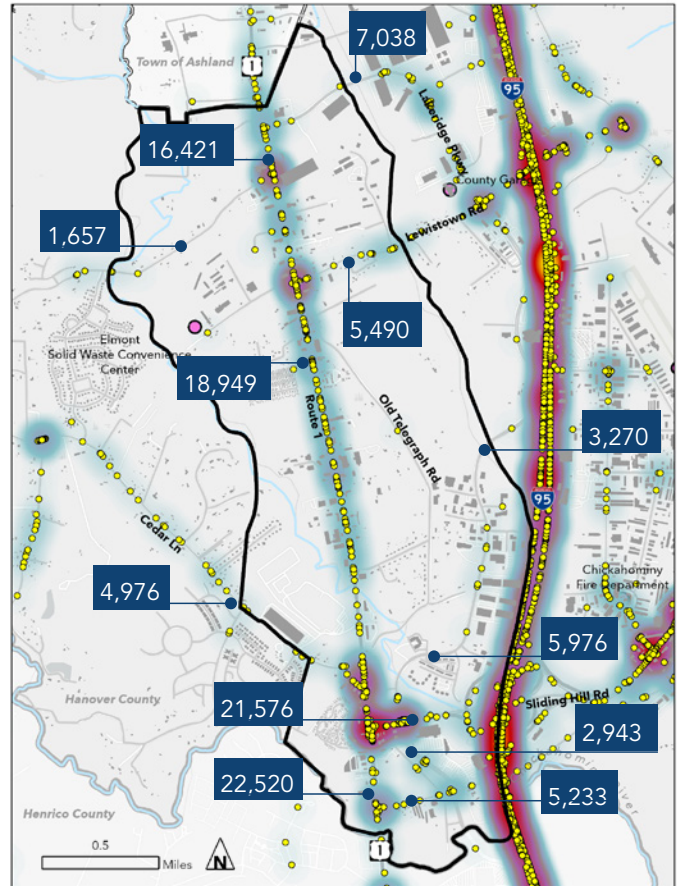 7,038
Town of Ashland
1
95
Lakeridge Pkwy
16,421
County Garage
Lewistown Rd
1,657
5,490
Elmont
Solid Waste Convenience
Center
18,949
Route 1
Old Telegraph Rd
3,270
95
Cedar Ln
Chickahominy
Fire Department
4,976
5,976
Hanover County
21,576
Sliding Hill Rd
2,943
22,520
5,233
Henrico County
0.5
Miles
N
1